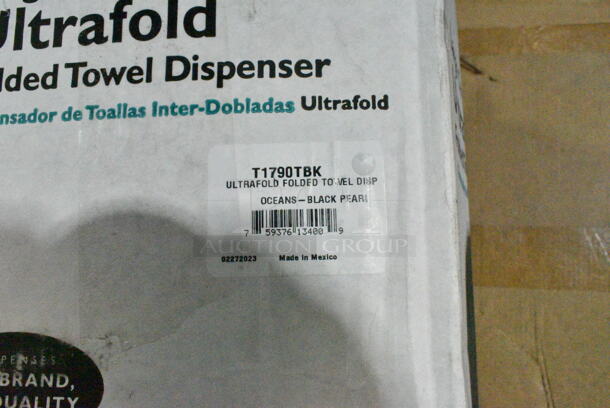 Ultrafold
lded Towel Dispenser
nsador de Toallas Inter-Dobladas Ultrafold
T1790TBK
ULTRAFOLD FOLDED TOWEL DISP
OCEANS-BLACK PEARL
7 59376 13400 9
AUCTION GROUP
02272023 Made in Mexico
PENSES
BRAND,
QUALITY